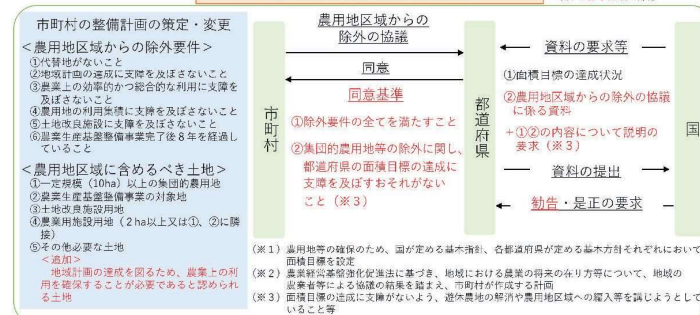 市町村の整備計画の策定・変更
＜農用地区域からの除外要件＞
①代替地がないこと
②地域計画の達成に支障を及ぼさないこと
③農業上の効率的かつ総合的な利用に支障
を及ぼさないこと
④農用地の利用集積に支障を及ぼさないこと
⑤土地改良施設に支障を及ぼさないこと
⑥農業生産基盤整備事業完了後８年を経過し
ていること
＜農用地区域に含めるべき土地＞
①一定規模（10ha）以上の集団的農用地
②農業生産基盤整備事業の対象地
③土地改良施設用地
④農業用施設用地（２ha以上又は①、②に隣
接）
⑤その他必要な土地
＜追加＞
地域計画の達成を図るため、農業上の利
用を確保することが必要であると認められ
る土地
市町村
農用地区域からの
除外の協議
同意
同意基準
①除外要件の全てを満たすこと
②集団的農用地等の除外に関し、
都道府県の面積目標の達成に
支障を及ぼすおそれがない
こと（※３）
都道府県
資料の要求等
①面積目標の達成状況
②農用地区域からの除外の協議
に係る資料
＋①②の内容について説明の
要求（※３）
資料の提出
勧告・是正の要求
国
（※１）農用地等の確保のため、国が定める基本指針、各都道府県が定める基本方針それぞれにおいて
面積目標を設定
（※２）農業経営基盤強化促進法に基づき、地域における農業の将来の在り方等について、地域の
農業者等による協議の結果を踏まえ、市町村が作成する計画
（※３）面積目標の達成に支障がないよう、遊休農地の解消や農用地区域への編入等を講じようとして
いること等